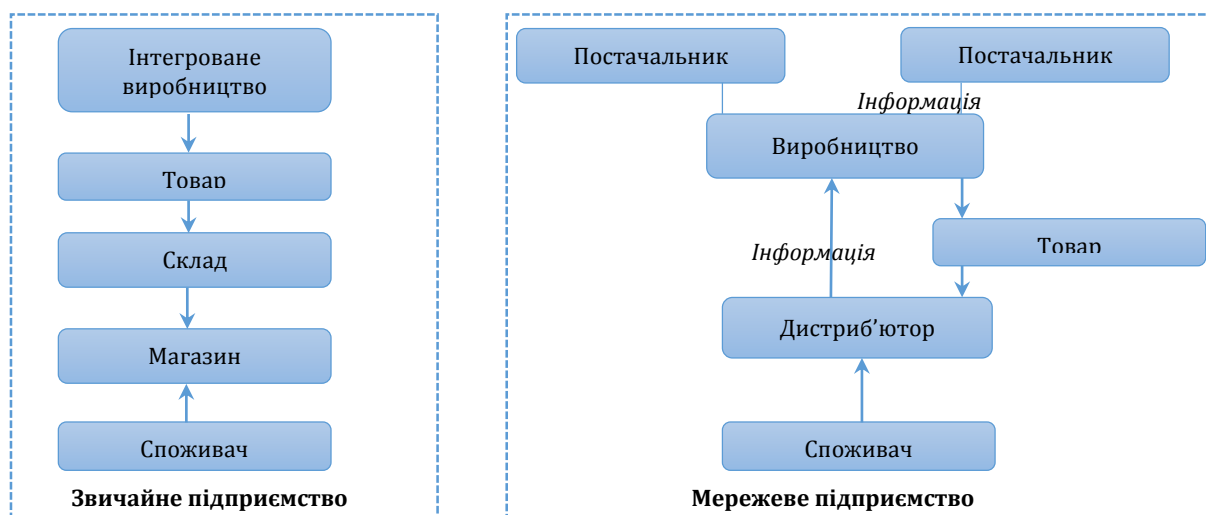 Інтегроване
виробництво
Товар
Склад
Магазин
Споживач
Звичайне підприємство
Постачальник
Постачальник
Інформація
Виробництво
Інформація
Товар
Дистриб’ютор
Споживач
Мережеве підприємство